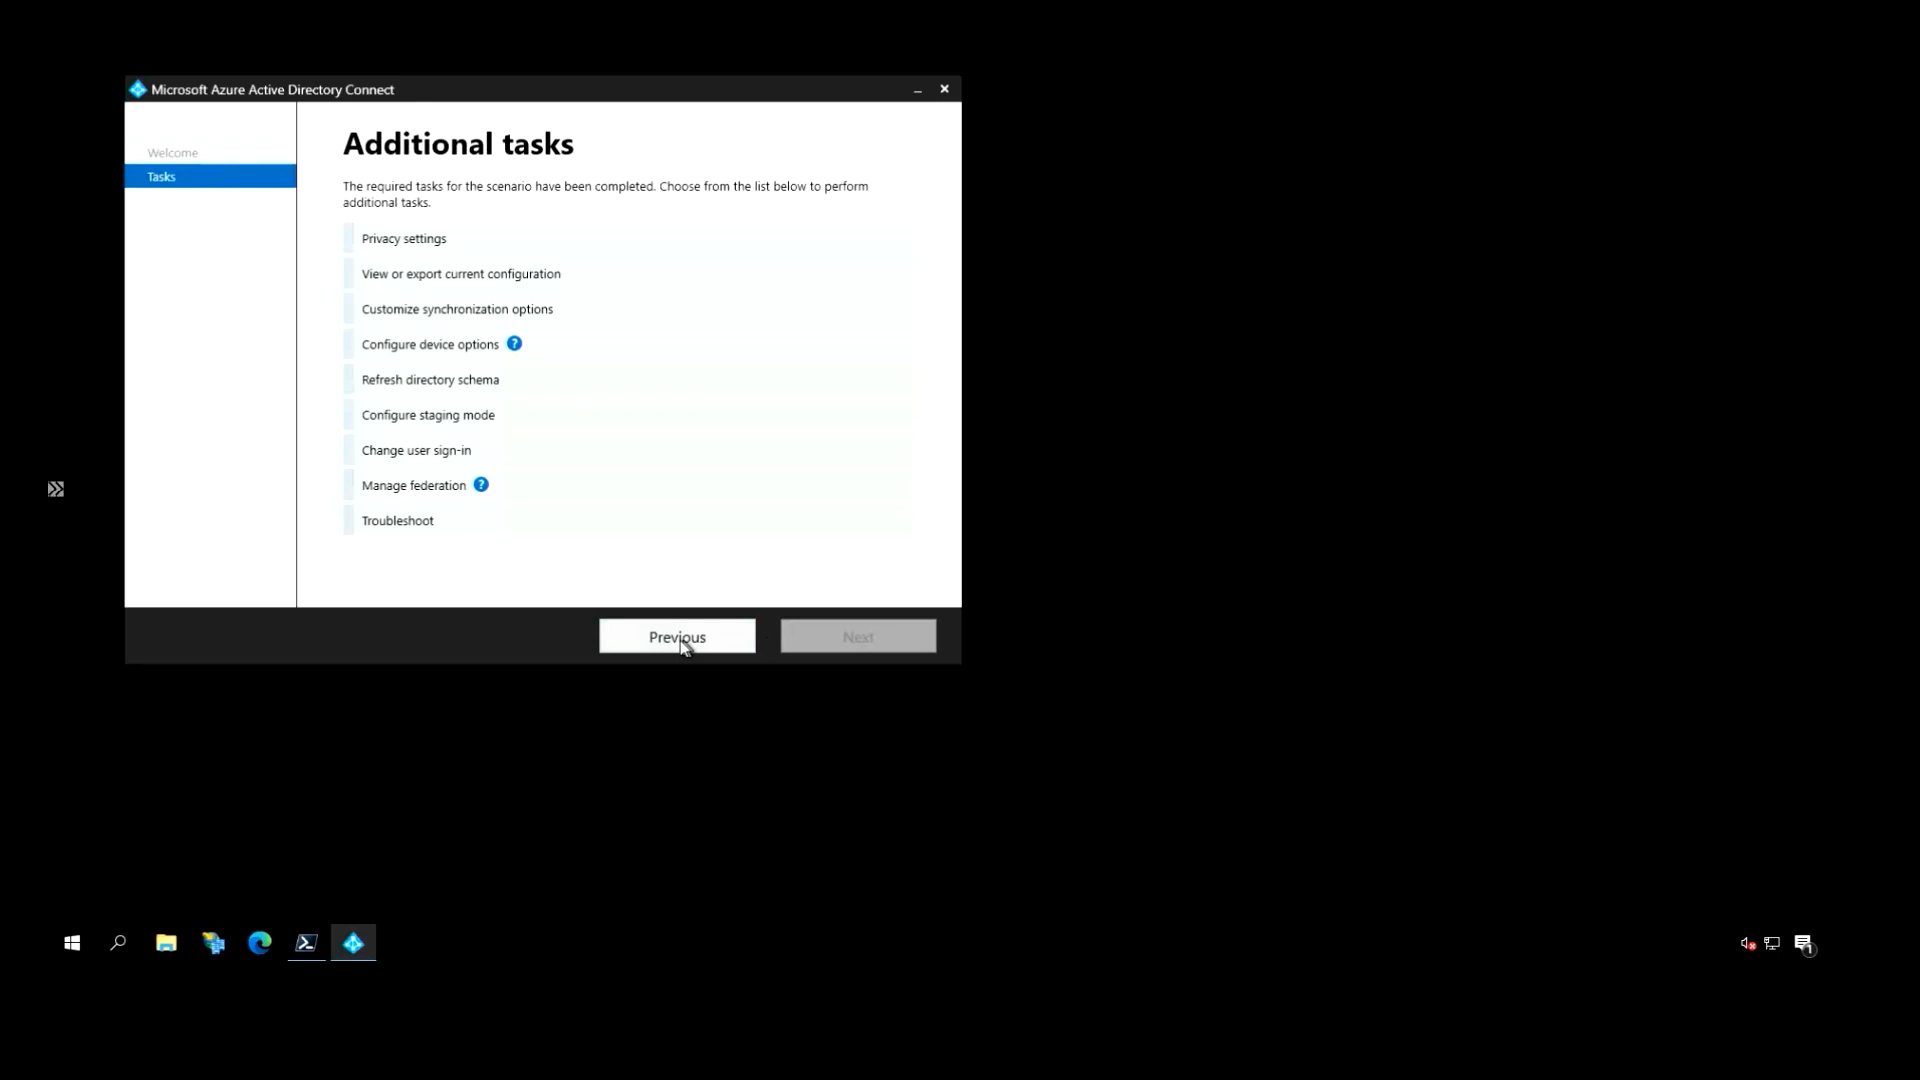 Microsoft Azure Active Directory Connect
Welcome
Tasks
Additional tasks
The required tasks for the scenario have been completed. Choose from the list below to perform
additional tasks.
Privacy settings
View or export current configuration
Customize synchronization options
Configure device options ?
Refresh directory schema
Configure staging mode
Change user sign-in
Manage federation ?
Troubleshoot
Previous
Next
1